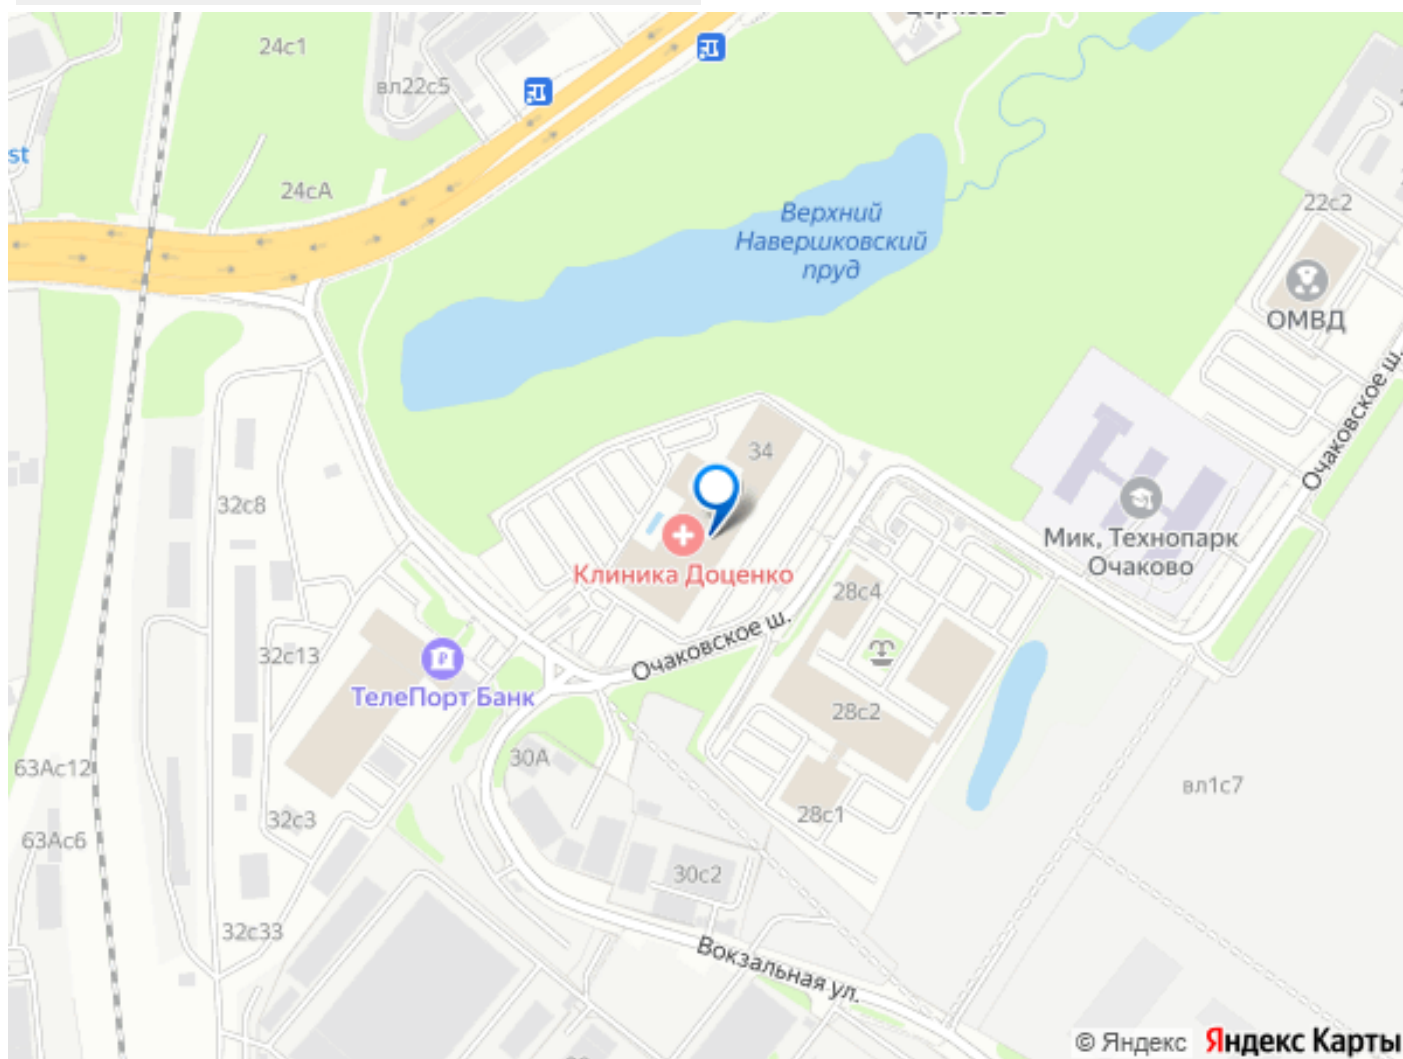 24с1
вл22с5
st
24сА
Верхний
Навершковский
пруд
22с2
ОМВД
Очаковское ш.
34
32с8
Клиника Доценко
Мик, Технопарк
Очаково
28с4
Очаковское ш.
32с13
ТелеПорт Банк
28с2
30А
63Ас12
вл1с7
28с1
32с3
63Ас6
30с2
32с33
Вокзальная ул.
© Яндекс Яндекс Карты